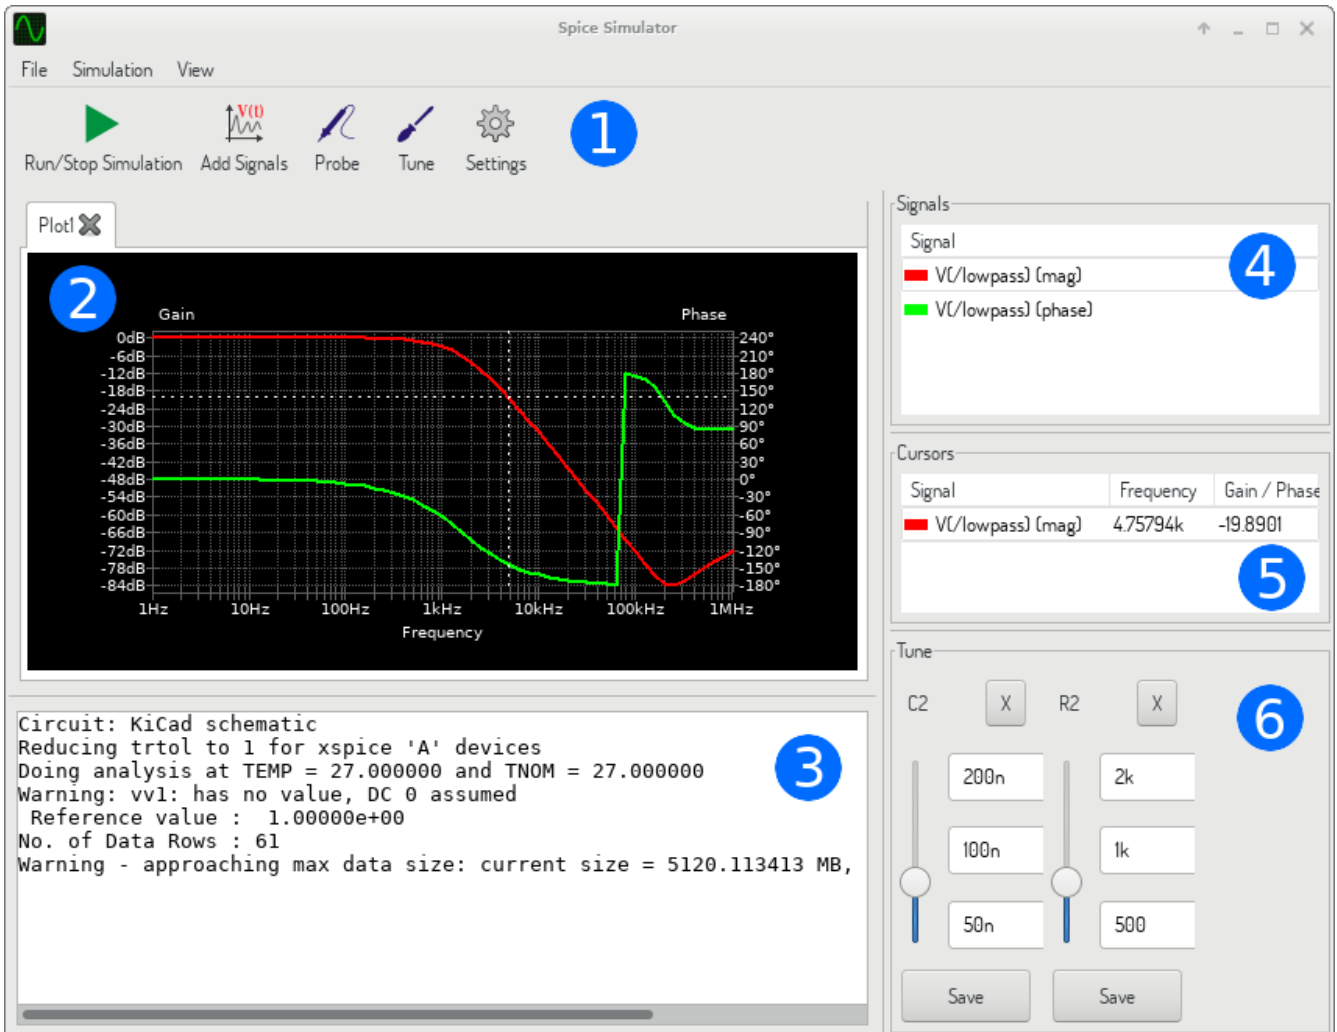 Spice Simulator
File Simulation View
1
Run/Stop Simulation Add Signals Probe Tune Settings
V(t)
Plot1
2
Gain Phase
0dB 240°
-6dB 210°
-12dB 180°
-18dB 150°
-24dB 120°
-30dB 90°
-36dB 60°
-42dB 30°
-48dB 0°
-54dB -30°
-60dB -60°
-66dB -90°
-72dB -120°
-78dB -150°
-84dB -180°
1Hz 10Hz 100Hz 1kHz 10kHz 100kHz 1MHz
Frequency
3
Circuit: KiCad schematic
Reducing trtol to 1 for xspice 'A' devices
Doing analysis at TEMP = 27.000000 and TNOM = 27.000000
Warning: vv1: has no value, DC 0 assumed
Reference value : 1.00000e+00
No. of Data Rows : 61
Warning - approaching max data size: current size = 5120.113413 MB,
Signals
Signal
4
V(/lowpass) (mag)
V(/lowpass) (phase)
Cursors
Signal Frequency Gain / Phase
V(/lowpass) (mag) 4.75794k -19.8901
5
Tune
C2 X R2 X
6
200n 2k
100n 1k
50n 500
Save Save